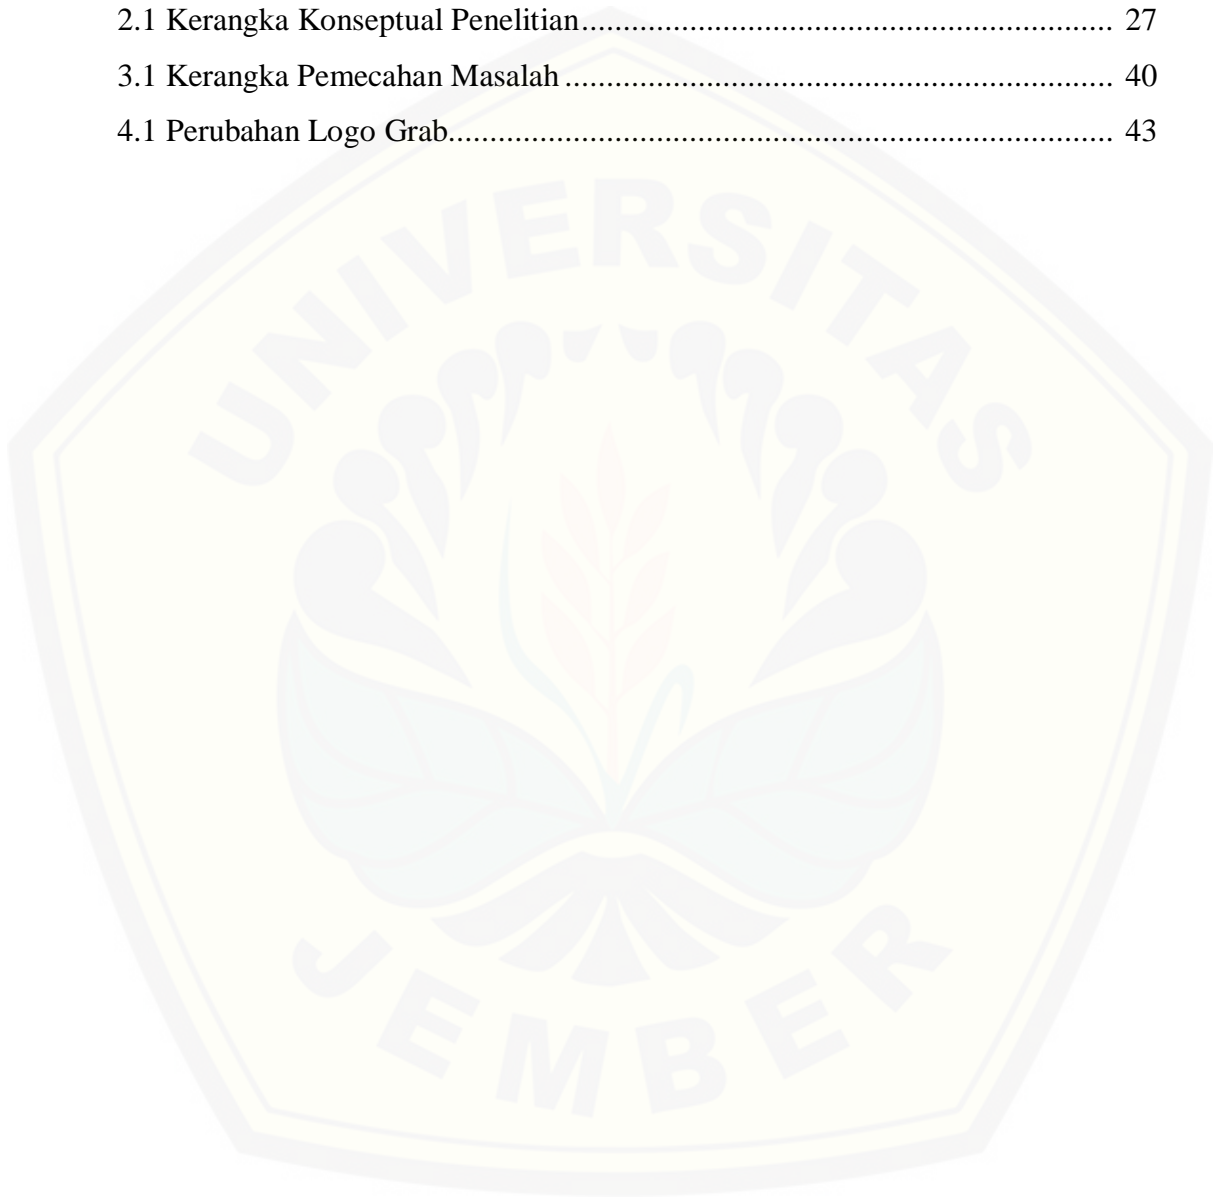 2.1 Kerangka Konseptual Penelitian.................................................................... 27
3.1 Kerangka Pemecahan Masalah ...................................................................... 40
4.1 Perubahan Logo Grab..................................................................................... 43
UNIVERSITAS
JEMBER